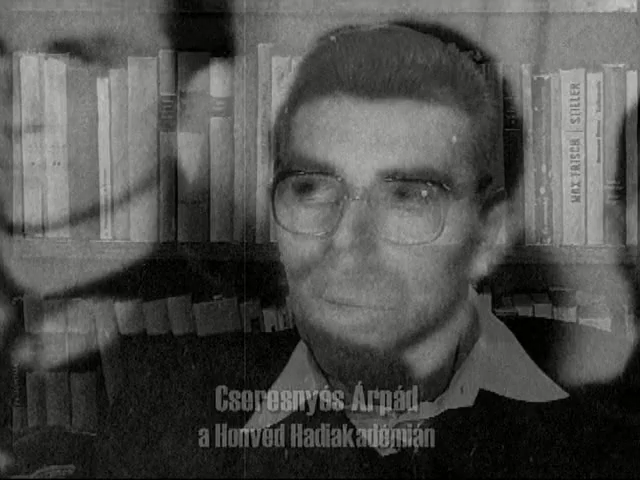 MAX FRISCH | STILLER
Cseresnyés Árpád
a Honvéd Hadiakadémián